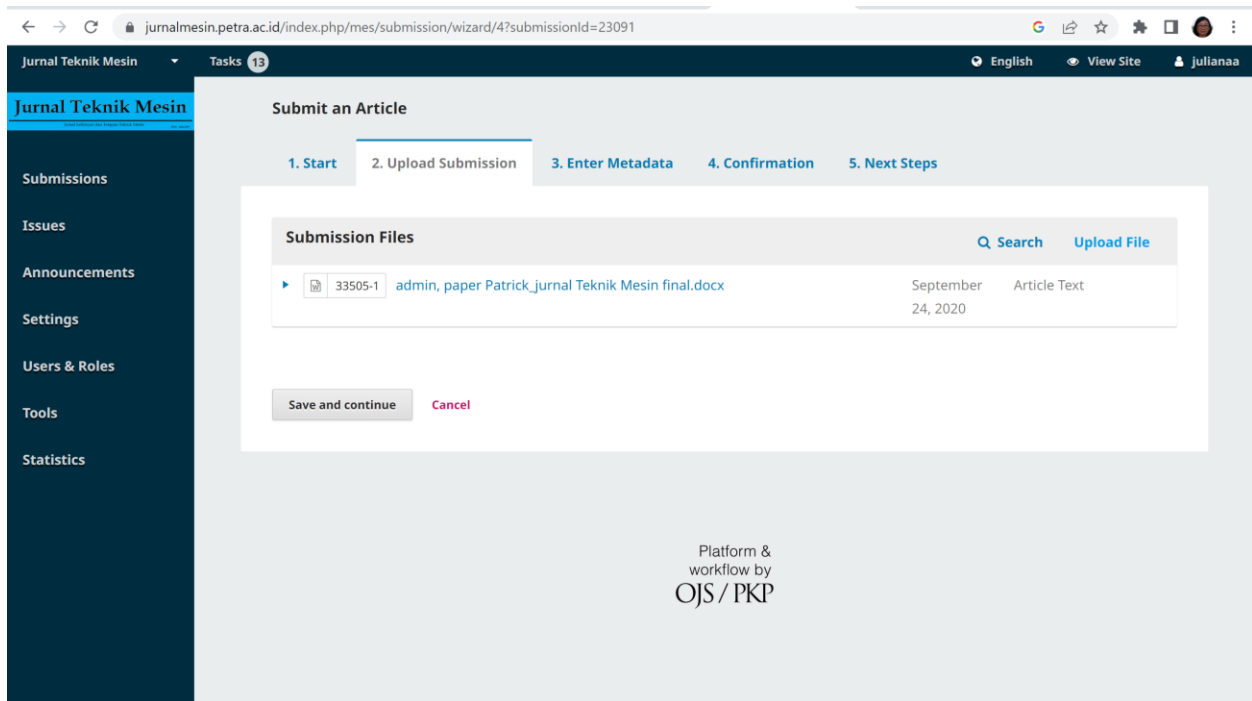 jurnalmesin.petra.ac.id/index.php/mes/submission/wizard/4?submissionId=23091
Jurnal Teknik Mesin
Tasks 13
English
View Site
julianaa
Jurnal Teknik Mesin
Submit an Article
1. Start
2. Upload Submission
3. Enter Metadata
4. Confirmation
5. Next Steps
Submissions
Issues
Announcements
Settings
Users & Roles
Tools
Statistics
Submission Files
Search
Upload File
33505-1
admin, paper Patrick_jurnal Teknik Mesin final.docx
September
24, 2020
Article Text
Save and continue
Cancel
Platform &
workflow by
OJS / PKP